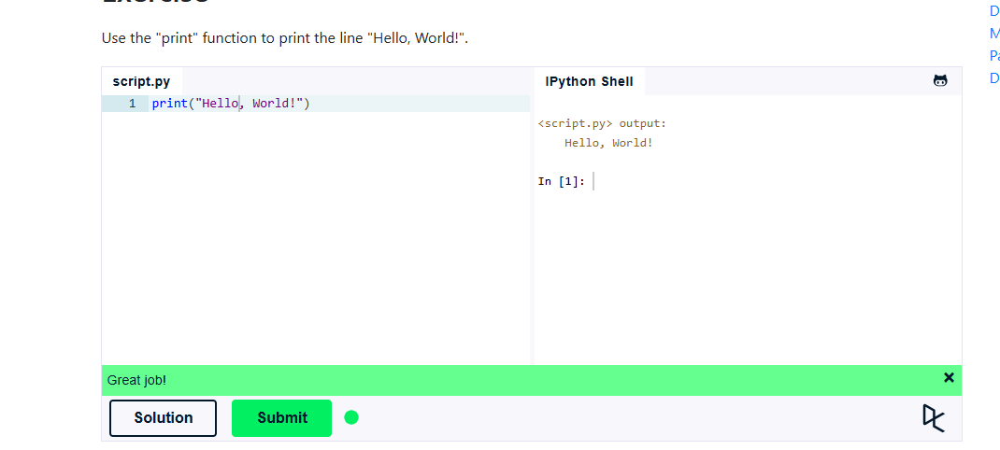 Exercise
Use the "print" function to print the line "Hello, World!".
script.py
1 print("Hello, World!")
IPython Shell
<script.py> output:
Hello, World!
In [1]:
Great job!
Solution
Submit
D
M
Pa
D